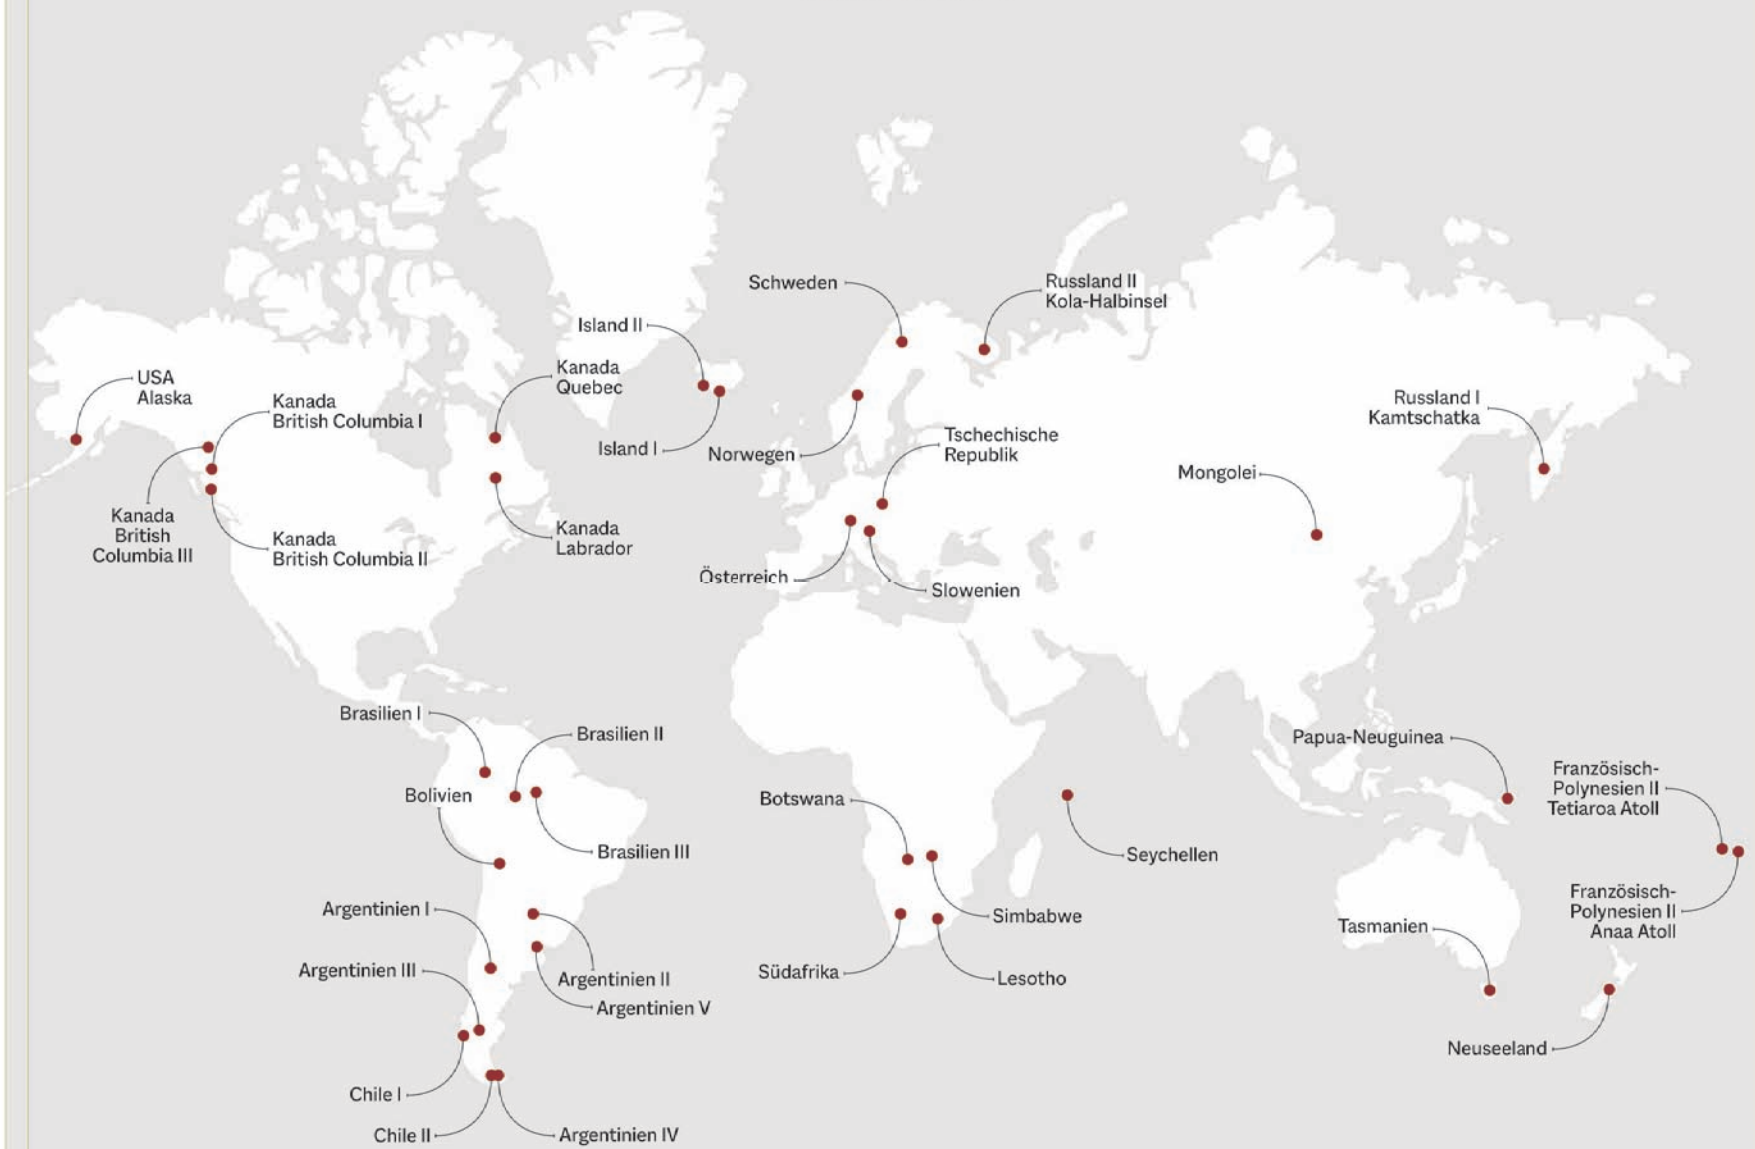 Schweden
Russland II
Kola-Halbinsel
Island II
Kanada
Quebec
USA
Alaska
Kanada
British Columbia I
Russland I
Kamtschatka
Island I
Norwegen
Tschechische
Republik
Mongolei
Kanada
British
Columbia III
Kanada
British Columbia II
Kanada
Labrador
Österreich
Slowenien
Brasilien I
Brasilien II
Papua-Neuguinea
Französisch-
Polynesien II
Tetiaroa Atoll
Bolivien
Botswana
Brasilien III
Seychellen
Französisch-
Polynesien II
Anaa Atoll
Argentinien I
Simbabwe
Tasmanien
Argentinien III
Argentinien II
Südafrika
Lesotho
Argentinien V
Neuseeland
Chile I
Chile II
Argentinien IV